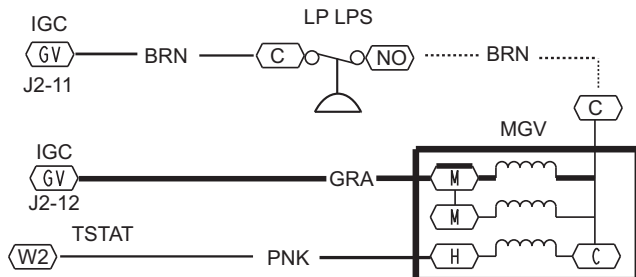 IGC
LP LPS
GV
BRN
C
NO
BRN
J2-11
C
MGV
IGC
GV
GRA
M
J2-12
M
TSTAT
W2
PNK
H
C